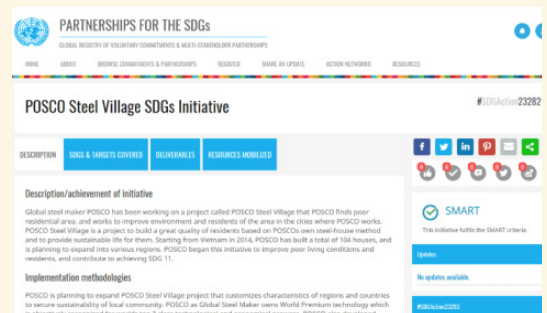 PARTNERSHIPS FOR THE SDGs
GLOBAL REGISTRY OF VOLUNTARY COMMITMENTS & MULTI-STAKEHOLDER PARTNERSHIPS
HOME ABOUT BROWSE COMMITMENTS & PARTNERSHIPS REGISTER SHARE AN UPDATE ACTION NETWORKS RESOURCES
POSCO Steel Village SDGs Initiative
#SDGAction23282
DESCRIPTION SDGS & TARGETS COVERED DELIVERABLES RESOURCES MOBILIZED
0 0 0 0 0
Description/achievement of initiative
Global steel maker POSCO has been working on a project called POSCO Steel Village that POSCO finds poor
residential area, and works to improve environment and residents of the area in the cities where POSCO works.
POSCO Steel Village is a project to build a great quality of residents based on POSCOs own steel-house method
and to provide sustainable life for them. Starting from Vietnam in 2014, POSCO has built a total of 104 houses, and
is planning to expand into various regions. POSCO began this initiative to improve poor living conditions and
residents, and contribute to achieving SDG 11.
SMART
This initiative fulfils the SMART criteria.
Updates
No updates available.
Implementation methodologies
POSCO is planning to expand POSCO Steel Village project that customizes characteristics of regions and countries
to secure sustainability of local community. POSCO as Global Steel Maker owns World Premium technology which
#SDGAction23282